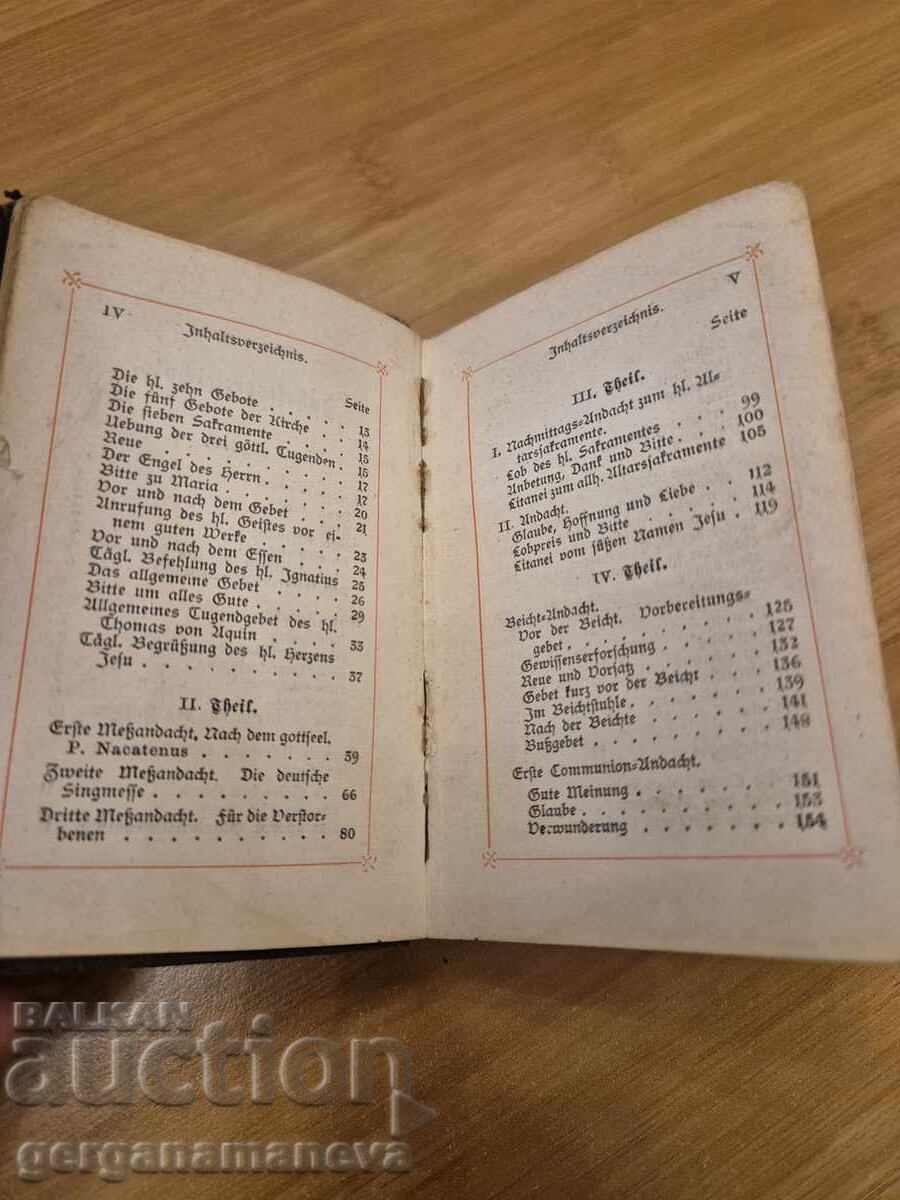 IV
Inhaltsverzeichnis.
Seite
Die hl. zehn Gebote . . . 13
Die fünf Gebote der Kirche . 14
Die sieben Sakramente . . . 15
Uebung der drei göttl. Tugenden. 15
Reue . . . . . . . . 17
Der Engel des Herrn. . . . 17
Bitte zu Maria . . . . . 20
Vor und nach dem Gebet . . 21
Anrufung des hl. Geistes vor ei-
nem guten Werke . . . . 23
Vor und nach dem Essen . . 24
Tägl. Befehlung des hl. Ignatius 25
Das allgemeine Gebet . . . 26
Bitte um alles Gute . . . . 29
Allgemeines Tugendgebet des hl.
Thomas von Aquin . . . . 33
Tägl. Begrüßung des hl. Herzens
Jesu . . . . . . . 37
II. Theil.
Erste Meßandacht, Nach dem gottseel.
P. Nacatenus . . . . . . 39
Zweite Meßandacht. Die deutsche
Singmesse . . . . . . . 66
Dritte Meßandacht. Für die Verstor-
benen . . . . . . . . 80
V
Inhaltsverzeichnis.
Seite
III. Theil.
I. Nachmittags-Andacht zum hl. Al-
tarsjakramente.
Lob des hl. Sakramentes . . . 99
Anbetung, Dank und Bitte . . 100
Litanei zum allh. Altarsjakramente 105
II. Andacht.
Glaube, Hoffnung und Liebe . . 112
Lobpreis und Bitte . . . . 114
Litanei vom süßen Namen Jesu . 119
IV. Theil.
Beicht-Andacht.
Vor der Beicht. Vorbereitungs-
gebet . . . . . . . 125
Gewissenserforschung . . . . 127
Reue und Vorsatz . . . . . 132
Gebet kurz vor der Beicht . . 136
Im Beichtstuhle . . . . . 139
Nach der Beichte . . . . . 141
Bußgebet . . . . . . . 148
Erste Communion-Andacht.
Gute Meinung . . . . . . 151
Glaube . . . . . . . . 153
Verwunderung . . . . . . 154
BALKAN
auction
gerganamaneva